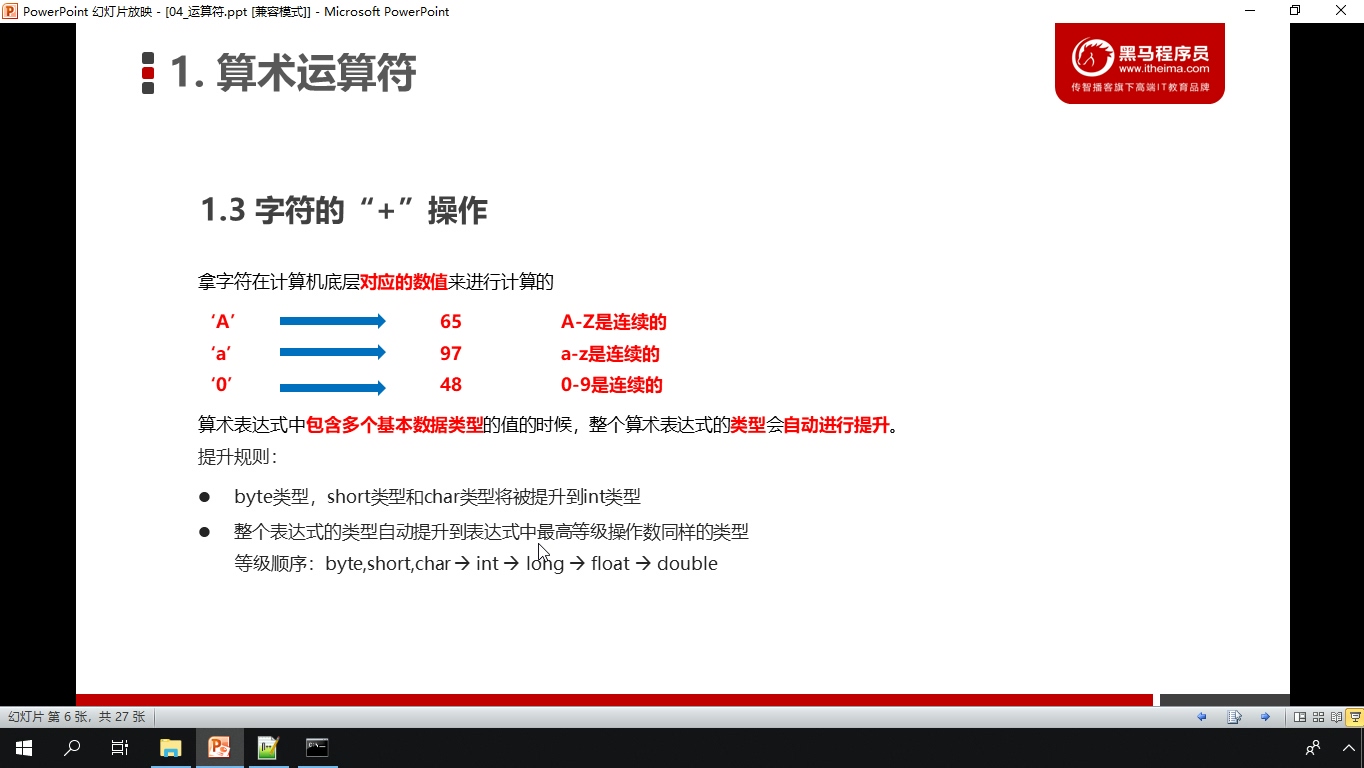 PowerPoint 幻灯片放映 - [04_运算符.ppt [兼容模式]] - Microsoft PowerPoint
黑马程序员
www.itheima.com
传智播客旗下高端IT教育品牌
1. 算术运算符
1.3 字符的“+”操作
拿字符在计算机底层对应的数值来进行计算的
‘A’ 65 A-Z是连续的
‘a’ 97 a-z是连续的
‘0’ 48 0-9是连续的
算术表达式中包含多个基本数据类型的值的时候，整个算术表达式的类型会自动进行提升。
提升规则：
● byte类型，short类型和char类型将被提升到int类型
● 整个表达式的类型自动提升到表达式中最高等级操作数同样的类型
等级顺序：byte,short,char → int → long → float → double
幻灯片 第 6 张，共 27 张